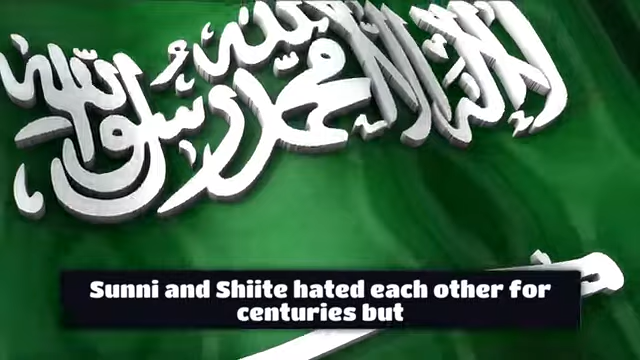 لا إله إلا الله محمد رسول الله
Sunni and Shiite hated each other for
centuries but